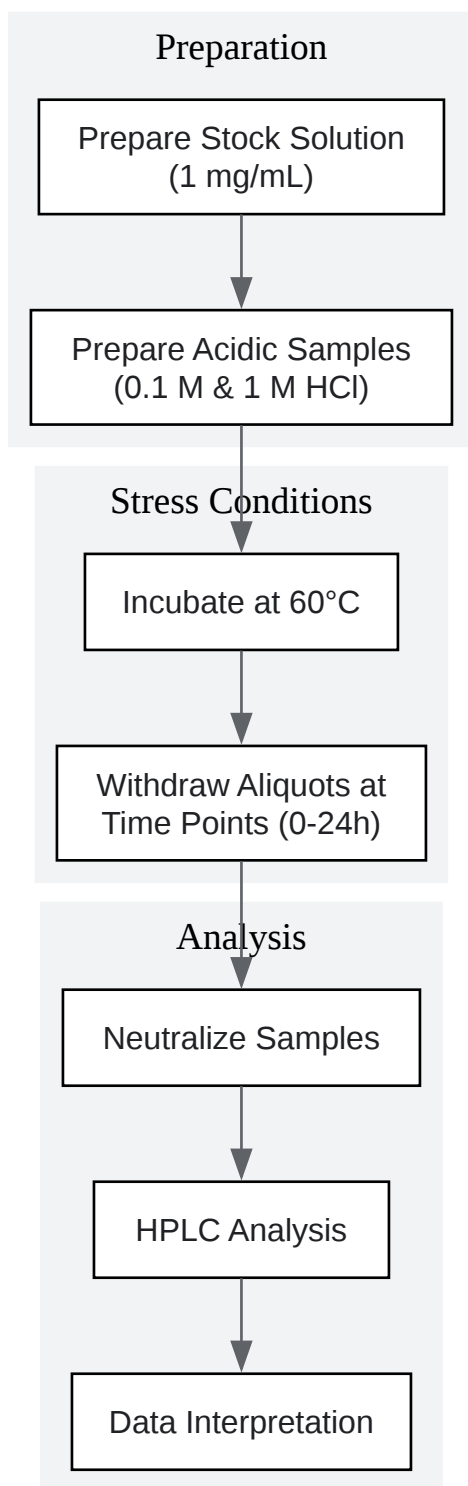 Preparation
Prepare Stock Solution
(1 mg/mL)
Prepare Acidic Samples
(0.1 M & 1 M HCl)
Stress Conditions
Incubate at 60°C
Withdraw Aliquots at
Time Points (0-24h)
Analysis
Neutralize Samples
HPLC Analysis
Data Interpretation